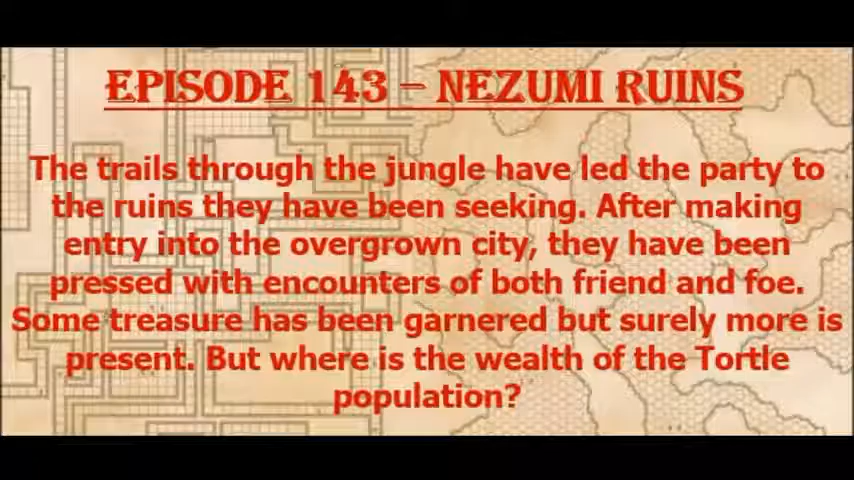 EPISODE 143 – NEZUMI RUINS
The trails through the jungle have led the party to
the ruins they have been seeking. After making
entry into the overgrown city, they have been
pressed with encounters of both friend and foe.
Some treasure has been garnered but surely more is
present. But where is the wealth of the Tortle
population?